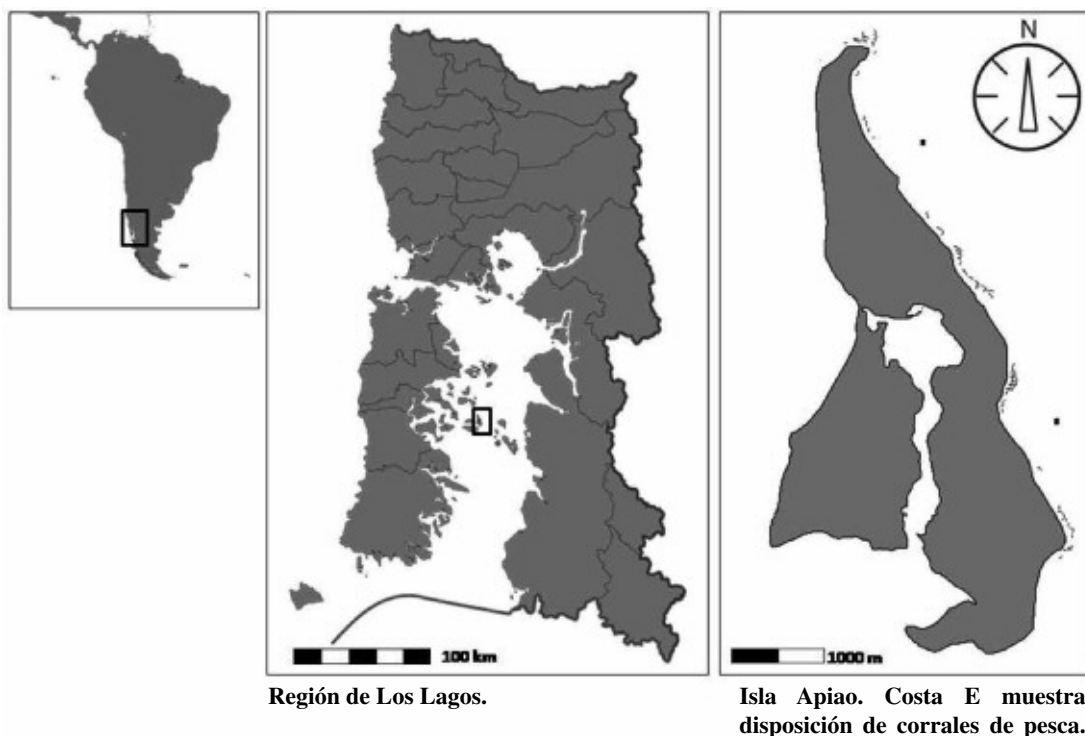 N
100 km
1000 m
Región de Los Lagos.
Isla Apiao. Costa E muestra
disposición de corrales de pesca.